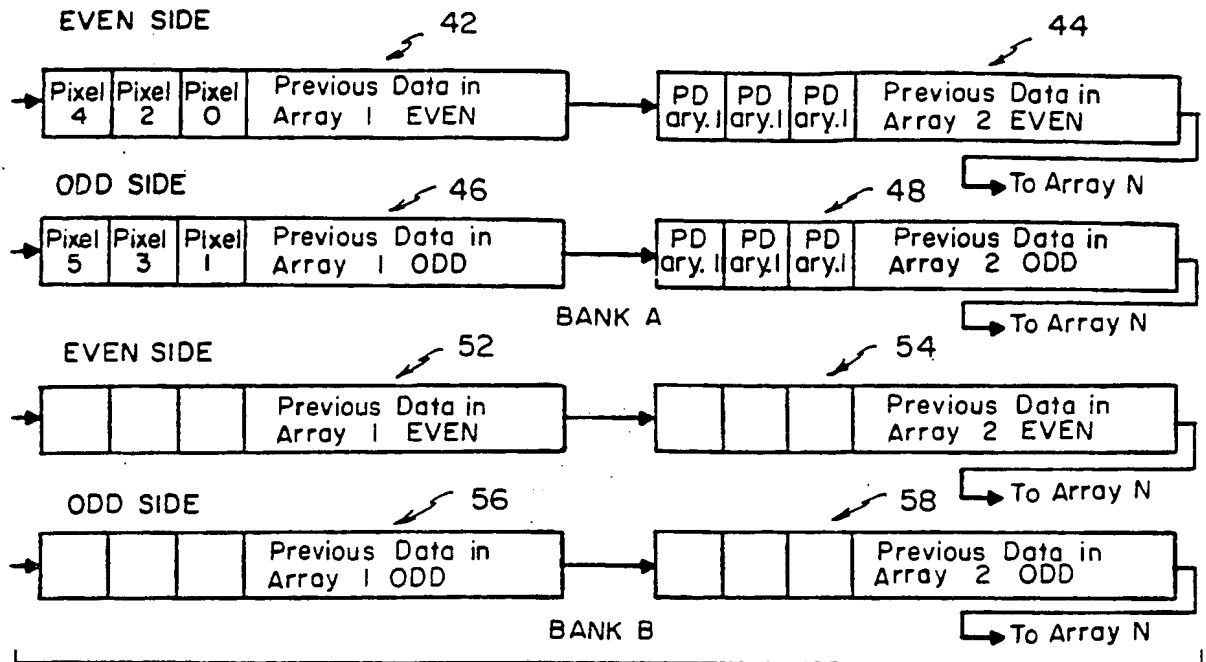 EVEN SIDE
42
44
Pixel 4
Pixel 2
Pixel 0
Previous Data in
Array 1 EVEN
PD ary.1
PD ary.1
PD ary.1
Previous Data in
Array 2 EVEN
To Array N
ODD SIDE
46
48
Pixel 5
Pixel 3
Pixel 1
Previous Data in
Array 1 ODD
PD ary.1
PD ary.1
PD ary.1
Previous Data in
Array 2 ODD
To Array N
BANK A
EVEN SIDE
52
54
Previous Data in
Array 1 EVEN
Previous Data in
Array 2 EVEN
To Array N
ODD SIDE
56
58
Previous Data in
Array 1 ODD
Previous Data in
Array 2 ODD
To Array N
BANK B